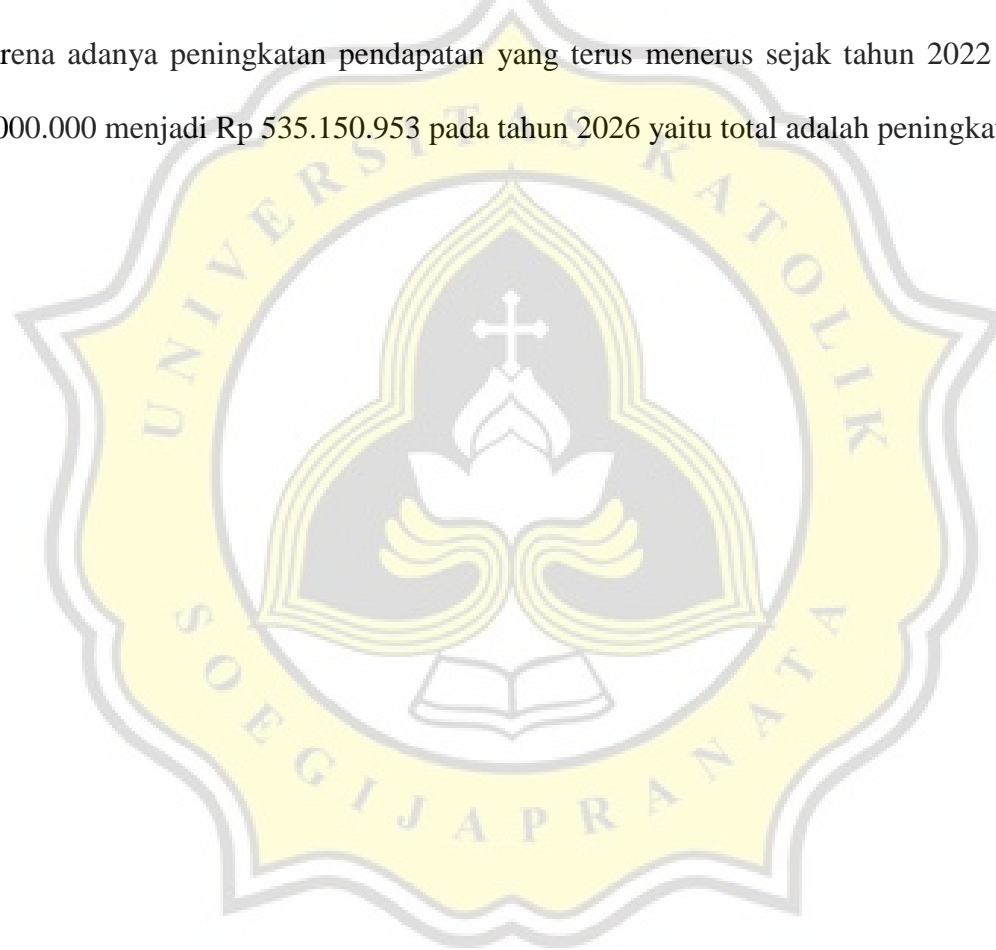 rena adanya peningkatan pendapatan yang terus menerus sejak tahun 2022
000.000 menjadi Rp 535.150.953 pada tahun 2026 yaitu total adalah peningka
UNIVERSITAS KATOLIK
SOEGIJAPRANATA